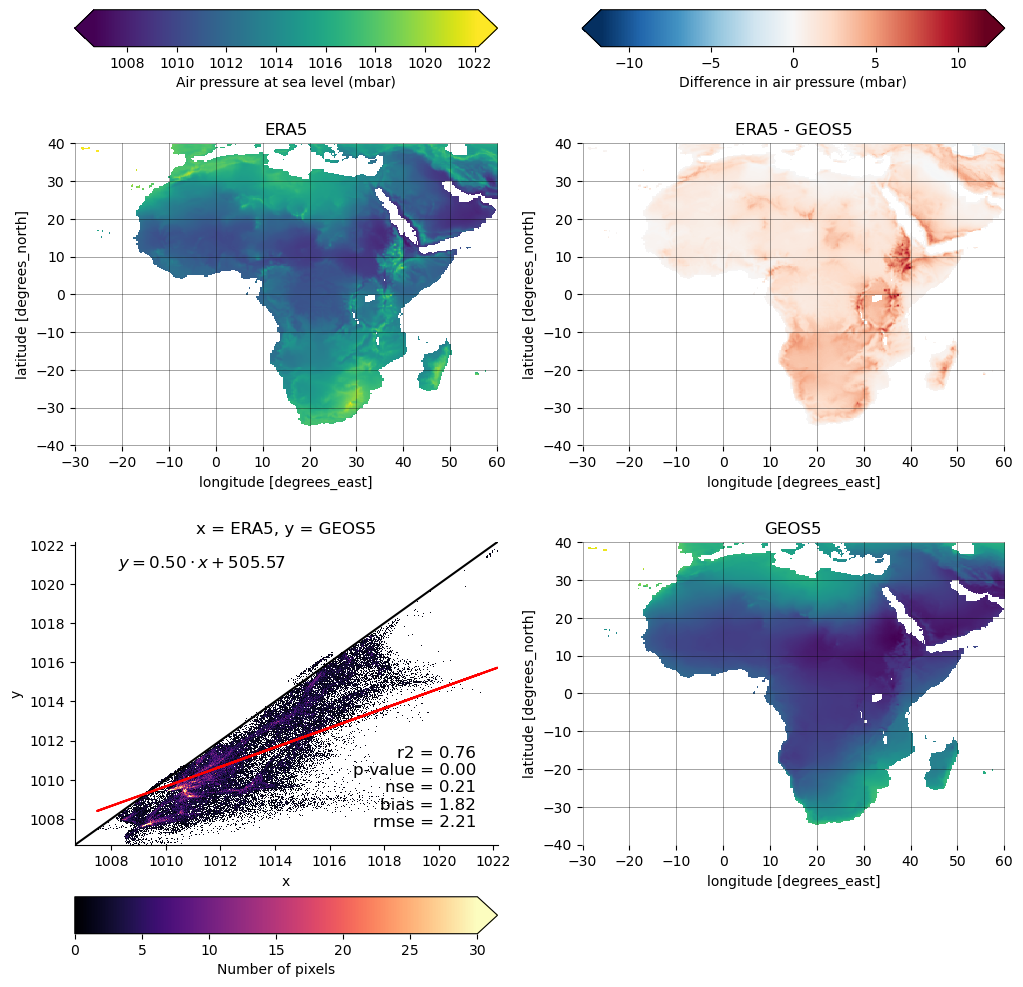 1008 1010 1012 1014 1016 1018 1020 1022
Air pressure at sea level (mbar)
−10 −5 0 5 10
Difference in air pressure (mbar)
ERA5
40
30
20
10
0
−10
−20
−30
−40
−30 −20 −10 0 10 20 30 40 50 60
longitude [degrees_east]
latitude [degrees_north]
ERA5 - GEOS5
40
30
20
10
0
−10
−20
−30
−40
−30 −20 −10 0 10 20 30 40 50 60
longitude [degrees_east]
latitude [degrees_north]
x = ERA5, y = GEOS5
y = 0.50 · x + 505.57
1022
1020
1018
1016
1014
1012
1010
1008
y
r2 = 0.76
p-value = 0.00
nse = 0.21
bias = 1.82
rmse = 2.21
1008 1010 1012 1014 1016 1018 1020 1022
x
0 5 10 15 20 25 30
Number of pixels
GEOS5
40
30
20
10
0
−10
−20
−30
−40
−30 −20 −10 0 10 20 30 40 50 60
longitude [degrees_east]
latitude [degrees_north]